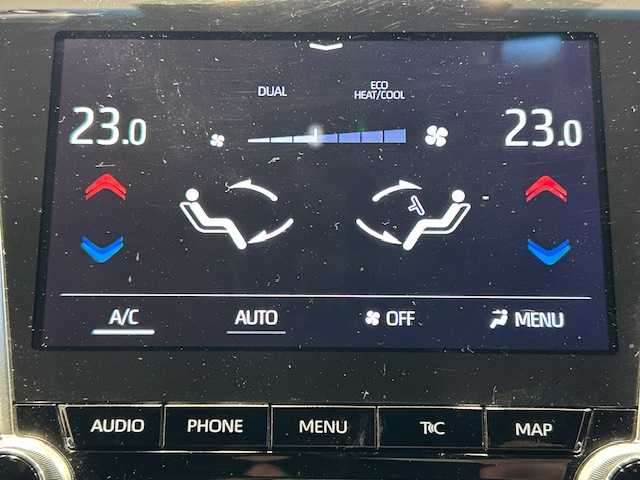 DUAL
ECO
HEAT/COOL
23.0
23.0
A/C
AUTO
OFF
MENU
AUDIO
PHONE
MENU
T/C
MAP